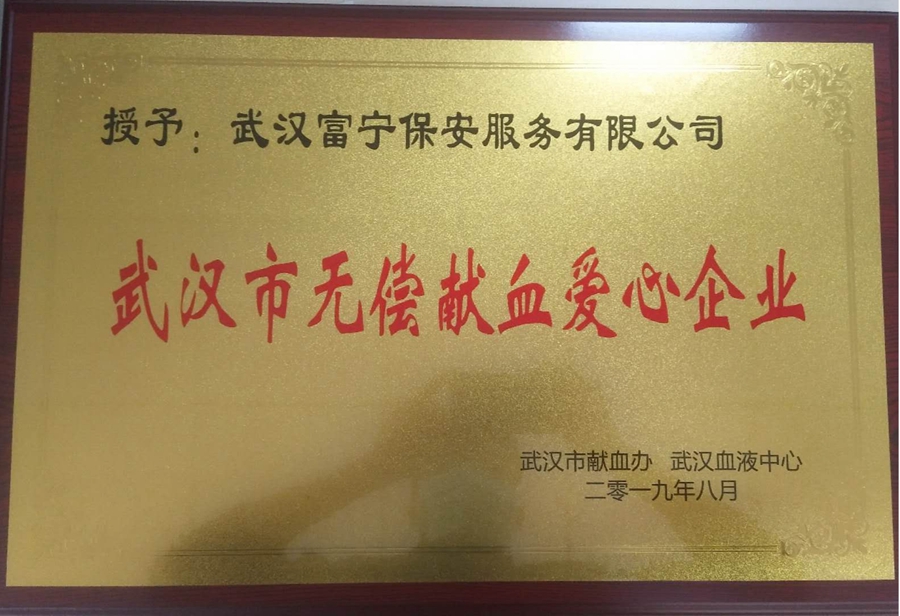 授予：武汉富宁保安服务有限公司
武汉市无偿献血爱心企业
武汉市献血办 武汉血液中心
二零一九年八月